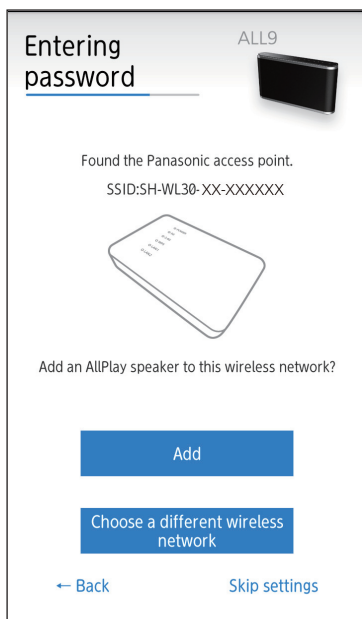 Entering
password
ALL9
Found the Panasonic access point.
SSID:SH-WL30-XX-XXXXXX
Add an AllPlay speaker to this wireless network?
Add
Choose a different wireless
network
← Back
Skip settings